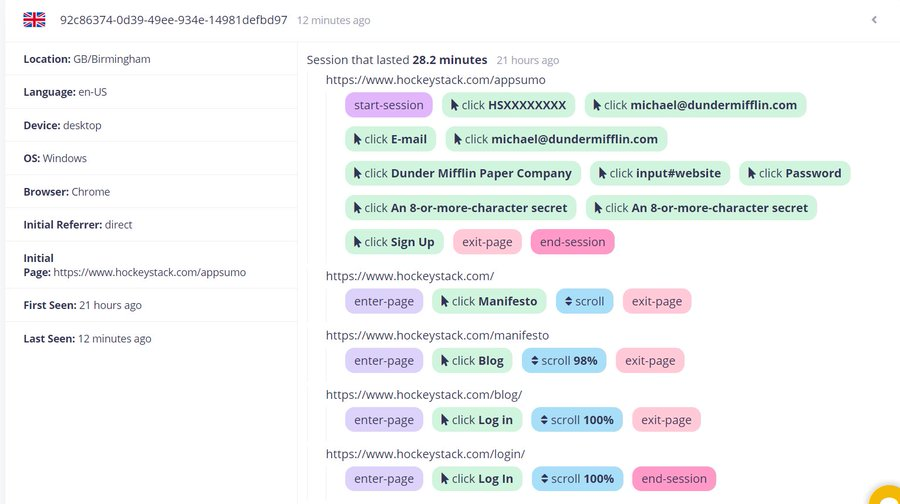 92c86374-0d39-49ee-934e-14981defbd97 12 minutes ago
Location: GB/Birmingham
Language: en-US
Device: desktop
OS: Windows
Browser: Chrome
Initial Referrer: direct
Initial
Page: https://www.hockeystack.com/appsumo
First Seen: 21 hours ago
Last Seen: 12 minutes ago
Session that lasted 28.2 minutes 21 hours ago
https://www.hockeystack.com/appsumo
start-session click HSXXXXXXXX click michael@dundermifflin.com
click E-mail click michael@dundermifflin.com
click Dunder Mifflin Paper Company click input#website click Password
click An 8-or-more-character secret click An 8-or-more-character secret
click Sign Up exit-page end-session
https://www.hockeystack.com/
enter-page click Manifesto scroll exit-page
https://www.hockeystack.com/manifesto
enter-page click Blog scroll 98% exit-page
https://www.hockeystack.com/blog/
enter-page click Log in scroll 100% exit-page
https://www.hockeystack.com/login/
enter-page click Log In scroll 100% end-session